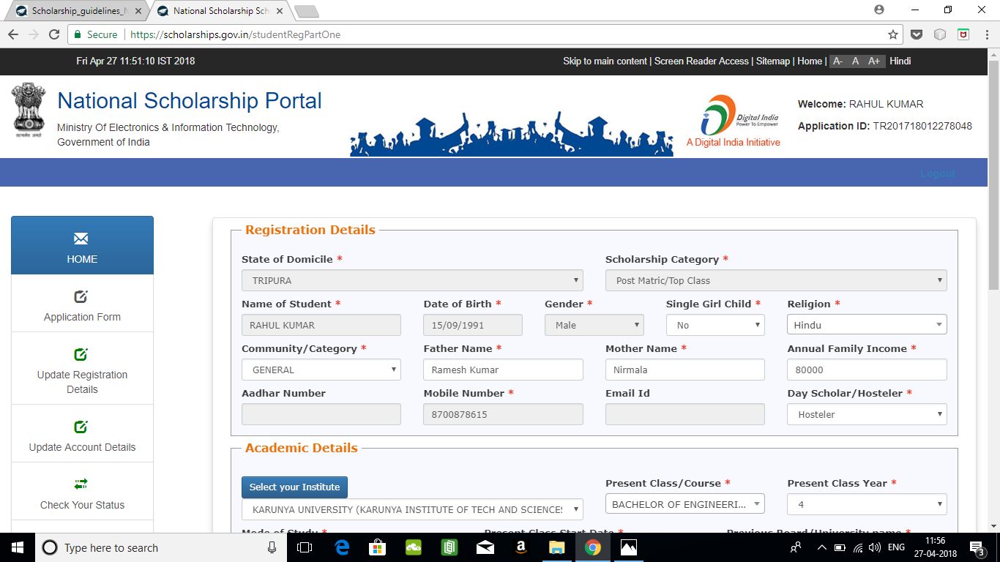 Scholarship_guidelines_N
National Scholarship Sch
Secure
https://scholarships.gov.in/studentRegPartOne
Fri Apr 27 11:51:10 IST 2018
Skip to main content | Screen Reader Access | Sitemap | Home | A- A A+ Hindi
सत्यमेव जयते
National Scholarship Portal
Ministry Of Electronics & Information Technology,
Government of India
Digital India
Power To Empower
A Digital India Initiative
Welcome: RAHUL KUMAR
Application ID: TR201718012278048
Logout
HOME
Application Form
Update Registration
Details
Update Account Details
Check Your Status
Registration Details
State of Domicile * Scholarship Category *
TRIPURA Post Matric/Top Class
Name of Student * Date of Birth * Gender * Single Girl Child * Religion *
RAHUL KUMAR 15/09/1991 Male No Hindu
Community/Category * Father Name * Mother Name * Annual Family Income *
GENERAL Ramesh Kumar Nirmala 80000
Aadhar Number Mobile Number * Email Id Day Scholar/Hosteler *
8700878615 Hosteler
Academic Details
Select your Institute Present Class/Course * Present Class Year *
KARUNYA UNIVERSITY (KARUNYA INSTITUTE OF TECH AND SCIENCES BACHELOR OF ENGINEERI... 4
Mode of Study * Present Class Start Date * Previous Board/University name *
Type here to search
ENG
11:56
27-04-2018
3